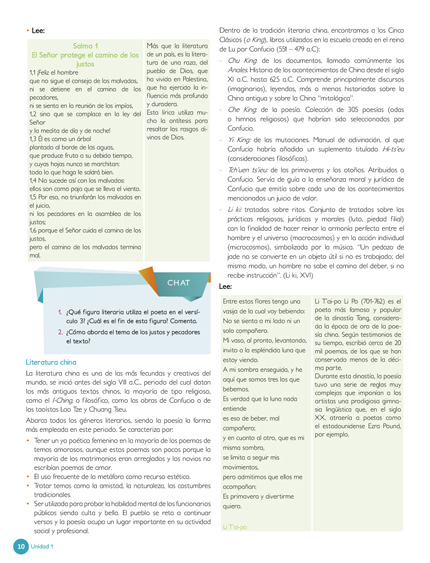 • Lee:
Salmo 1
El Señor protege el camino de los
justos
1,1 ¡Feliz el hombre
que no sigue el consejo de los malvados,
ni se detiene en el camino de los
pecadores,
ni se sienta en la reunión de los impíos,
1,2 sino que se complace en la ley del
Señor
y la medita de día y de noche!
1,3 Él es como un árbol
plantado al borde de las aguas,
que produce fruto a su debido tiempo,
y cuyas hojas nunca se marchitan:
todo lo que haga le saldrá bien.
1,4 No sucede así con los malvados:
ellos son como paja que se lleva el viento.
1,5 Por eso, no triunfarán los malvados en
el juicio,
ni los pecadores en la asamblea de los
justos;
1,6 porque el Señor cuida el camino de los
justos,
pero el camino de los malvados termina
mal.
Más que la literatura
de un país, es la litera-
tura de una raza, del
pueblo de Dios, que
ha vivido en Palestina,
que ha ejercido la in-
fluencia más profunda
y duradera.
Esta lírica utiliza mu-
cho la antítesis para
resaltar los rasgos di-
vinos de Dios.
CHAT
1. ¿Qué figura literaria utiliza el poeta en el versí-
culo 3? ¿Cuál es el fin de esta figura? Comenta.
2. ¿Cómo aborda el tema de los justos y pecadores
el texto?
Literatura china
La literatura china es una de las más fecundas y creativas del
mundo, se inició antes del siglo VIII a.C., periodo del cual datan
los más antiguos textos chinos, la mayoría de tipo religioso,
como el I-Ching; o filosófico, como las obras de Confucio o de
los taoístas Lao Tze y Chuang Tseu.
Abarca todos los géneros literarios, siendo la poesía la forma
más empleada en este periodo. Se caracteriza por:
• Tener un yo poético femenino en la mayoría de los poemas de
temas amorosos, aunque estos poemas son pocos porque la
mayoría de los matrimonios eran arreglados y los novios no
escribían poemas de amor.
• El uso frecuente de la metáfora como recurso estético.
• Tratar temas como la amistad, la naturaleza, las costumbres
tradicionales.
• Ser utilizada para probar la habilidad mental de los funcionarios
públicos siendo culta y bella. El pueblo se reta a continuar
versos y la poesía ocupa un lugar importante en su actividad
social y profesional.
10 Unidad 1
Dentro de la tradición literaria china, encontramos a los Cinco
Clásicos (o King), libros utilizados en la escuela creada en el reino
de Lu por Confucio (551 – 479 a.C.):
- Chu King: de los documentos, llamado comúnmente los
Anales. Historia de los acontecimientos de China desde el siglo
XI a.C. hasta 625 a.C. Comprende principalmente discursos
(imaginarios), leyendas, más o menos historiadas sobre la
China antigua y sobre la China “mitológica”.
- Che King: de la poesía. Colección de 305 poesías (odas
o himnos religiosos) que habrían sido seleccionados por
Confucio.
- Yi King: de las mutaciones. Manual de adivinación, al que
Confucio habría añadido un suplemento titulado Hi-ts'eu
(consideraciones filosóficas).
- Tch'uen ts'ieu: de las primaveras y los otoños. Atribuidas a
Confucio. Servía de guía a la enseñanza moral y jurídica de
Confucio que emitía sobre cada uno de los acontecimientos
mencionados un juicio de valor.
- Li ki: tratados sobre ritos. Conjunto de tratados sobre las
prácticas religiosas, jurídicas y morales (luto, piedad filial)
con la finalidad de hacer reinar la armonía perfecta entre el
hombre y el universo (macrocosmos) y en la acción individual
(microcosmos), simbolizada por la música. “Un pedazo de
jade no se convierte en un objeto útil si no es trabajado; del
mismo modo, un hombre no sabe el camino del deber, si no
recibe instrucción”. (Li ki, XVI)
Lee:
Entre estas flores tengo una
vasija de la cual voy bebiendo:
No se sienta a mi lado ni un
solo compañero.
Mi vaso, al pronto, levantando,
invito a la espléndida luna que
estoy viendo.
A mi sombra enseguida, y he
aquí que somos tres los que
bebemos.
Es verdad que la luna nada
entiende
es eso de beber, mal
compañera;
y en cuanto al otro, que es mi
misma sombra,
se limita a seguir mis
movimientos,
pero admitimos que ellos me
acompañan:
Es primavera y divertirme
quiero.
Li T'ai-po
Li T'ai-po Li Po (701-762) es el
poeta más famoso y popular
de la dinastía Tang, considera-
da la época de oro de la poe-
sía china. Según testimonios de
su tiempo, escribió cerca de 20
mil poemas, de los que se han
conservado menos de la déci-
ma parte.
Durante esta dinastía, la poesía
tuvo una serie de reglas muy
complejas que imponían a los
artistas una prodigiosa gimna-
sia lingüística que, en el siglo
XX, atraería a poetas como
el estadounidense Ezra Pound,
por ejemplo.